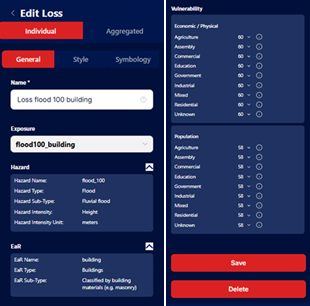 Edit Loss
Individual
Aggregated
General
Style
Symbology
Name *
Loss flood 100 building
Exposure
flood100_building
Hazard
Hazard Name: flood_100
Hazard Type: Flood
Hazard Sub-Type: Fluvial flood
Hazard Intensity: Height
Hazard Intensity Unit: meters
EaR
EaR Name: building
EaR Type: Buildings
EaR Sub-Type: Classified by building
materials (e.g. masonry)
Vulnerability
Economic / Physical
Agriculture 60
Assembly 60
Commercial 60
Education 60
Government 60
Industrial 60
Mixed 60
Residential 60
Unknown 60
Population
Agriculture 58
Assembly 58
Commercial 58
Education 58
Government 58
Industrial 58
Mixed 58
Residential 58
Unknown 58
Save
Delete